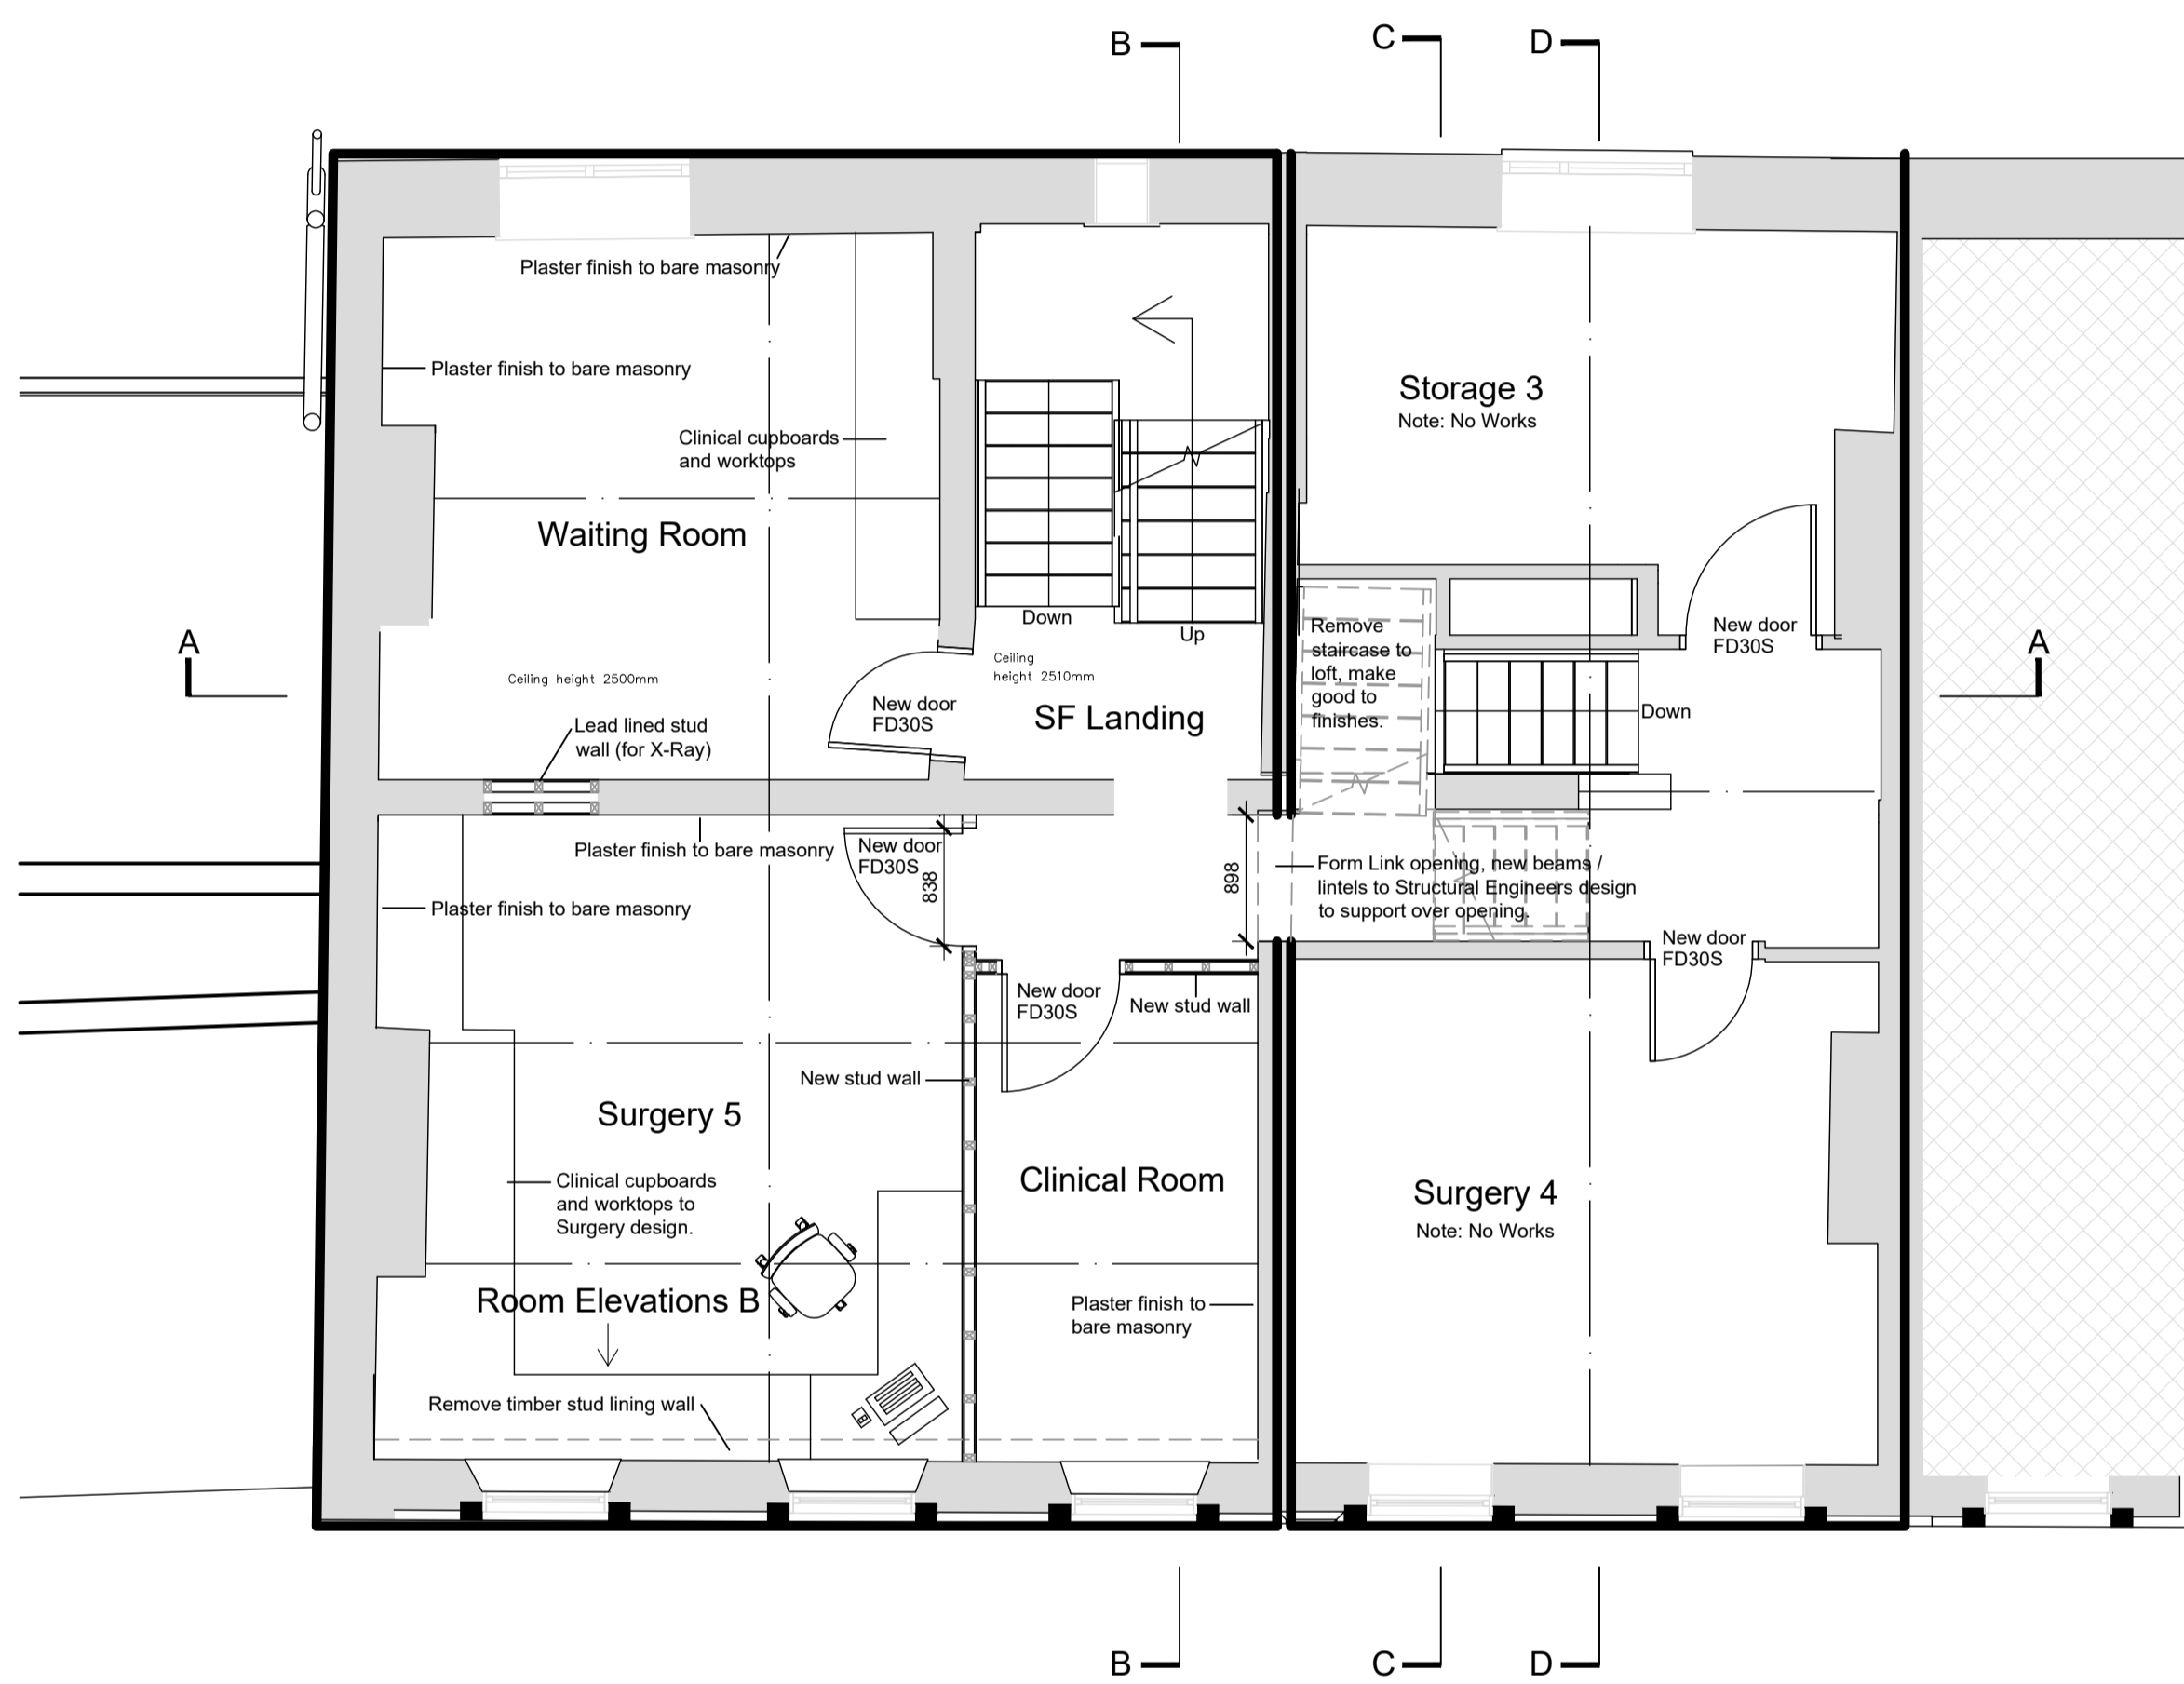 B
C
D
Plaster finish to bare masonry
Plaster finish to bare masonry
Clinical cupboards
and worktops
Waiting Room
Storage 3
Note: No Works
Down
Up
Remove
staircase to
loft, make
good to
finishes.
New door
FD30S
A
A
Ceiling height 2500mm
Ceiling
height 2510mm
New door
FD30S
SF Landing
Down
Lead lined stud
wall (for X-Ray)
Plaster finish to bare masonry
New door
FD30S
838
898
Form Link opening, new beams /
lintels to Structural Engineers design
to support over opening.
Plaster finish to bare masonry
New door
FD30S
New door
FD30S
New stud wall
New stud wall
Surgery 5
Clinical cupboards
and worktops to
Surgery design.
Clinical Room
Surgery 4
Note: No Works
Room Elevations B
Plaster finish to
bare masonry
Remove timber stud lining wall
B
C
D